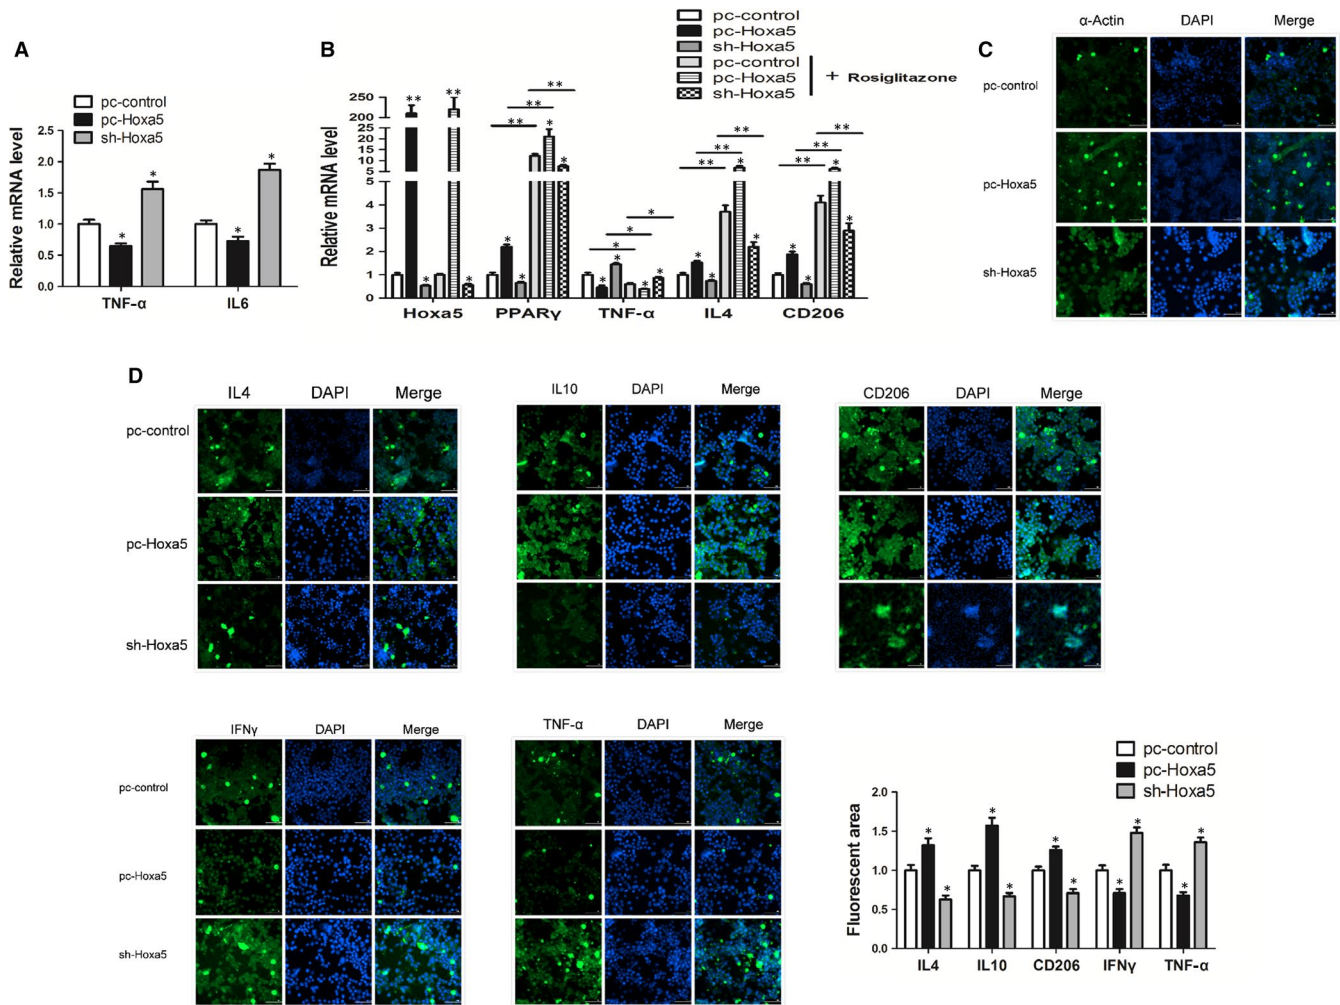 A
pc-control
pc-Hoxa5
sh-Hoxa5
Relative mRNA level
2.5
2.0
1.5
1.0
0.5
0.0
*
*
*
*
TNF-α
IL6
B
pc-control
pc-Hoxa5
sh-Hoxa5
pc-control
pc-Hoxa5
sh-Hoxa5
+ Rosiglitazone
Relative mRNA level
250
200
25
20
15
10
5
5
4
3
2
1
0
** **
*
*
**
**
**
*
*
*
*
*
*
*
*
*
*
*
*
*
**
**
**
*
*
*
*
**
**
**
*
*
*
*
Hoxa5
PPARγ
TNF-α
IL4
CD206
C
α-Actin DAPI Merge
pc-control
pc-Hoxa5
sh-Hoxa5
D
IL4 DAPI Merge
pc-control
pc-Hoxa5
sh-Hoxa5
IL10 DAPI Merge
CD206 DAPI Merge
IFNγ DAPI Merge
pc-control
pc-Hoxa5
sh-Hoxa5
TNF-α DAPI Merge
pc-control
pc-Hoxa5
sh-Hoxa5
Fluorescent area
2.0
1.5
1.0
0.5
0.0
*
*
*
*
*
*
*
*
*
*
IL4 IL10 CD206 IFNγ TNF-α